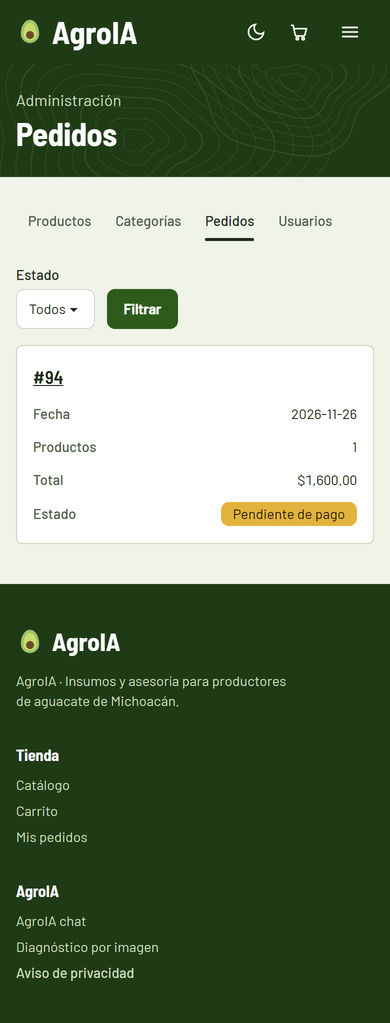 AgroIA
Administración
Pedidos
Productos Categorías Pedidos Usuarios
Estado
Todos Filtrar
#94
Fecha 2026-11-26
Productos 1
Total $1,600.00
Estado Pendiente de pago
AgroIA
AgroIA · Insumos y asesoría para productores
de aguacate de Michoacán.
Tienda
Catálogo
Carrito
Mis pedidos
AgroIA
AgroIA chat
Diagnóstico por imagen
Aviso de privacidad